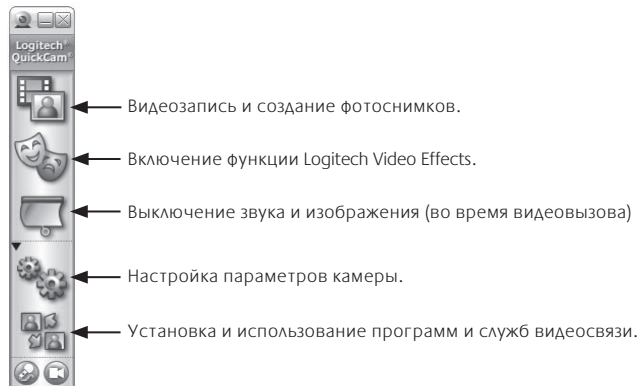 Logitech®
QuickCam®
Видеозапись и создание фотоснимков.
Включение функции Logitech Video Effects.
Выключение звука и изображения (во время видеовызова)
Настройка параметров камеры.
Установка и использование программ и служб видеосвязи.